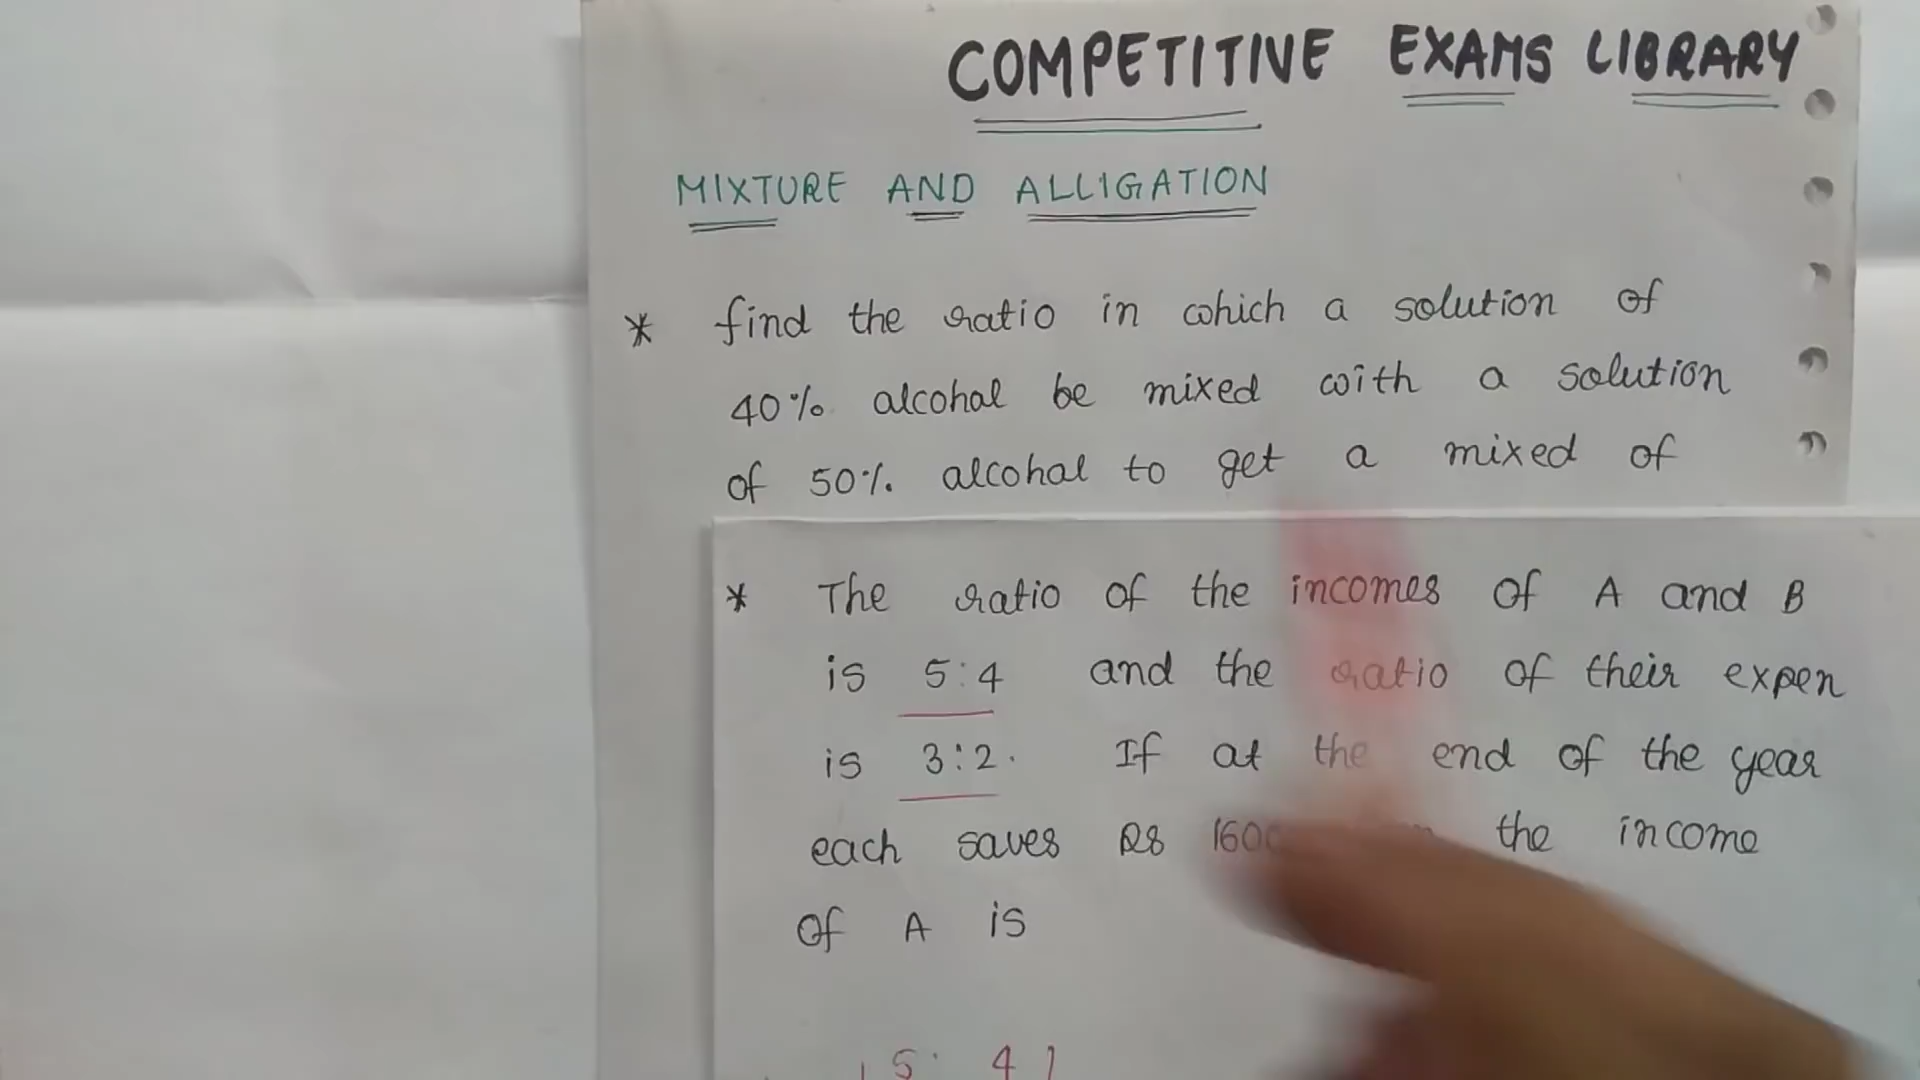 COMPETITIVE EXAMS LIBRARY
MIXTURE AND ALLIGATION
* find the ratio in which a solution of
40% alcohal be mixed with a solution
of 50% alcohal to get a mixed of
* The ratio of the incomes of A and B
is 5:4 and the ratio of their expen
is 3:2. If at the end of the year
each saves Rs the income
of A is
5: 4